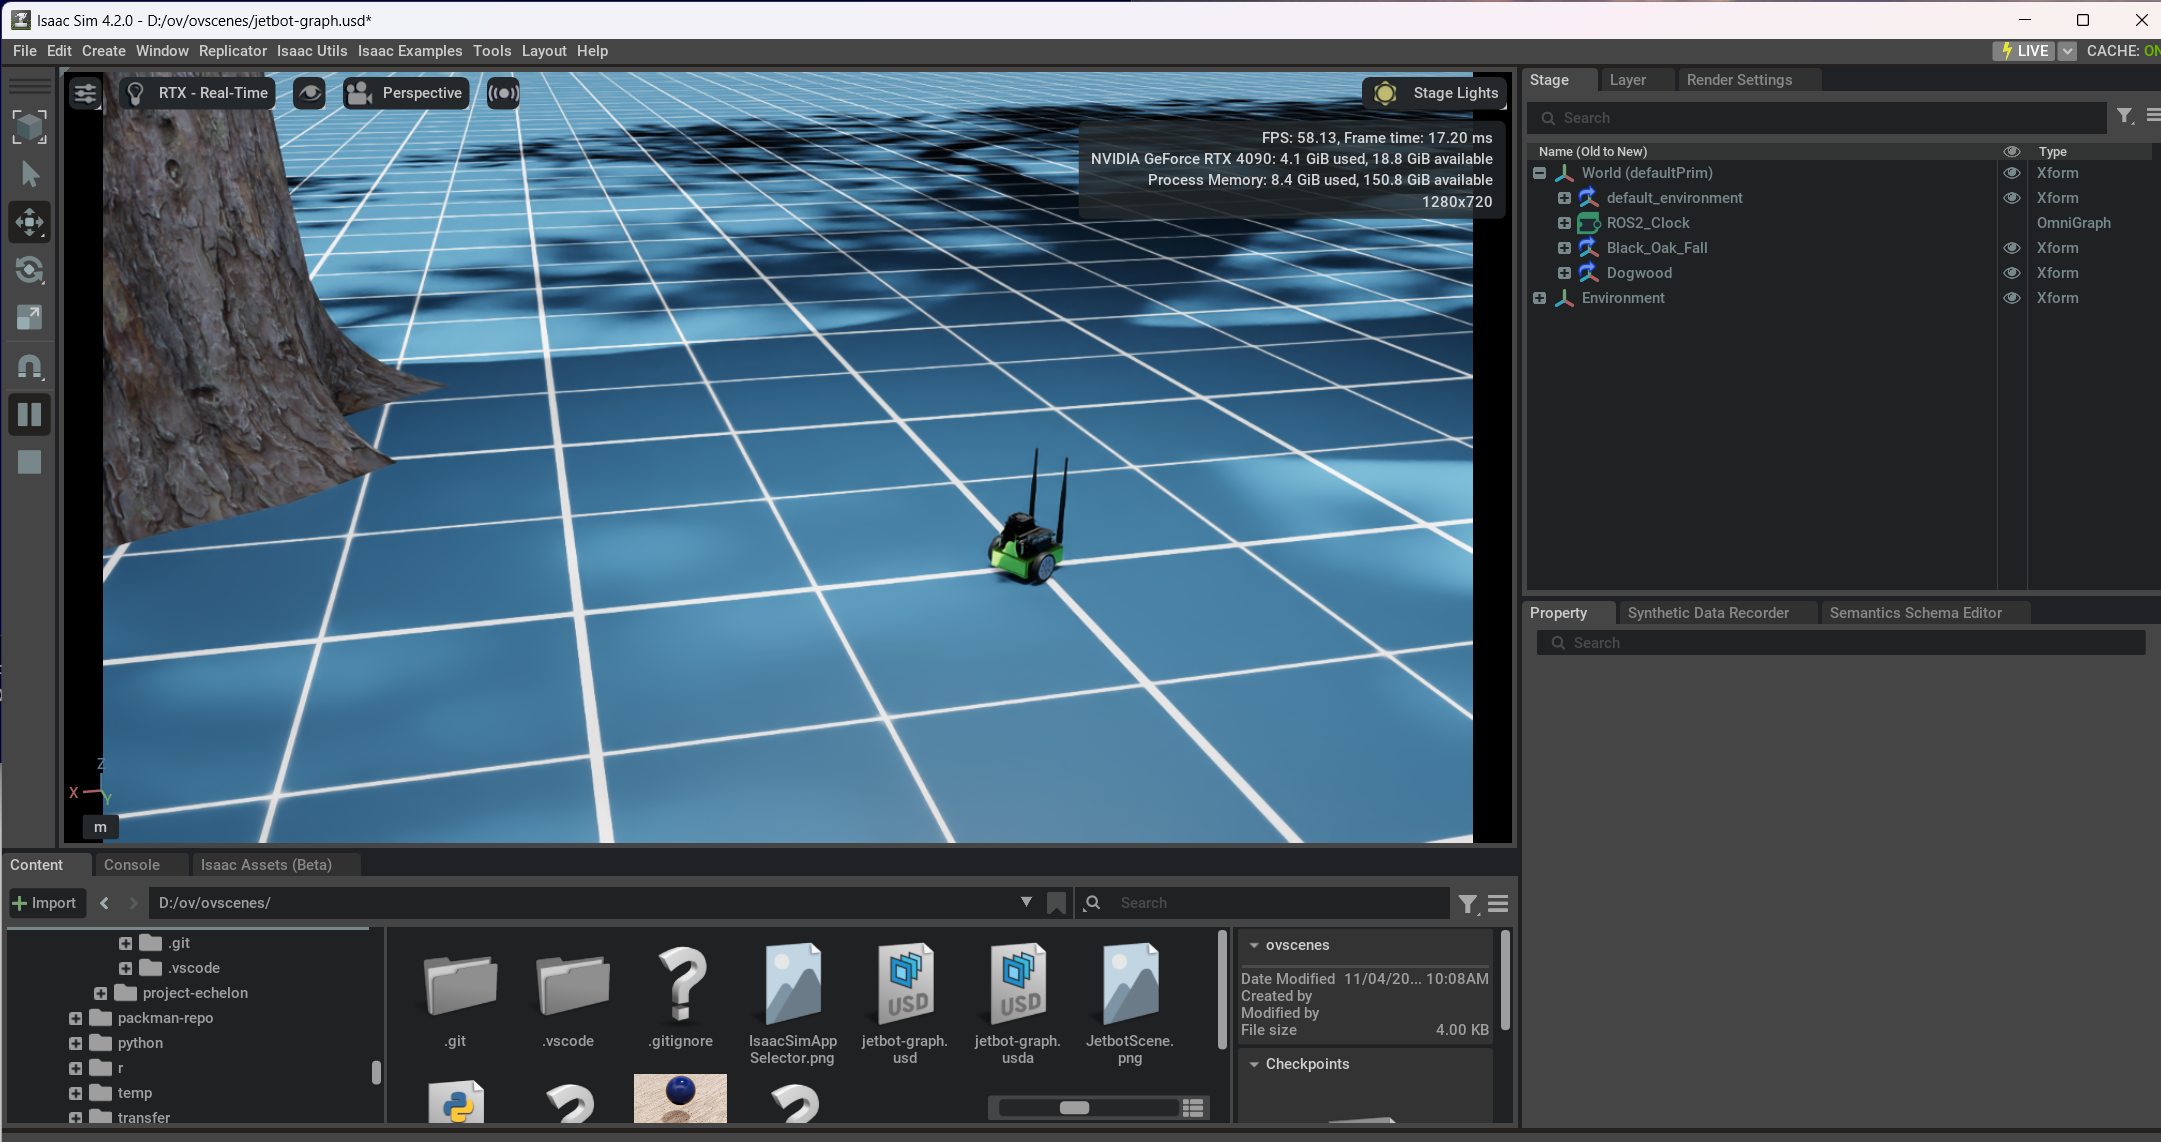 Isaac Sim 4.2.0 - D:/ov/ovscenes/jetbot-graph.usd*
File Edit Create Window Replicator Isaac Utils Isaac Examples Tools Layout Help
LIVE CACHE: ON
RTX - Real-Time Perspective Stage Lights
FPS: 58.13, Frame time: 17.20 ms
NVIDIA GeForce RTX 4090: 4.1 GiB used, 18.8 GiB available
Process Memory: 8.4 GiB used, 150.8 GiB available
1280x720
Z
X
Y
m
Stage Layer Render Settings
Search
Name (Old to New) Type
World (defaultPrim) Xform
default_environment Xform
ROS2_Clock OmniGraph
Black_Oak_Fall Xform
Dogwood Xform
Environment Xform
Property Synthetic Data Recorder Semantics Schema Editor
Search
Content Console Isaac Assets (Beta)
Import D:/ov/ovscenes/ Search
.git
.vscode
project-echelon
packman-repo
python
r
temp
transfer
.git
.vscode
.gitignore
IsaacSimApp
Selector.png
jetbot-graph.
usd
jetbot-graph.
usda
JetbotScene.
png
USD
USD
ovscenes
Date Modified 11/04/20... 10:08AM
Created by
Modified by
File size 4.00 KB
Checkpoints